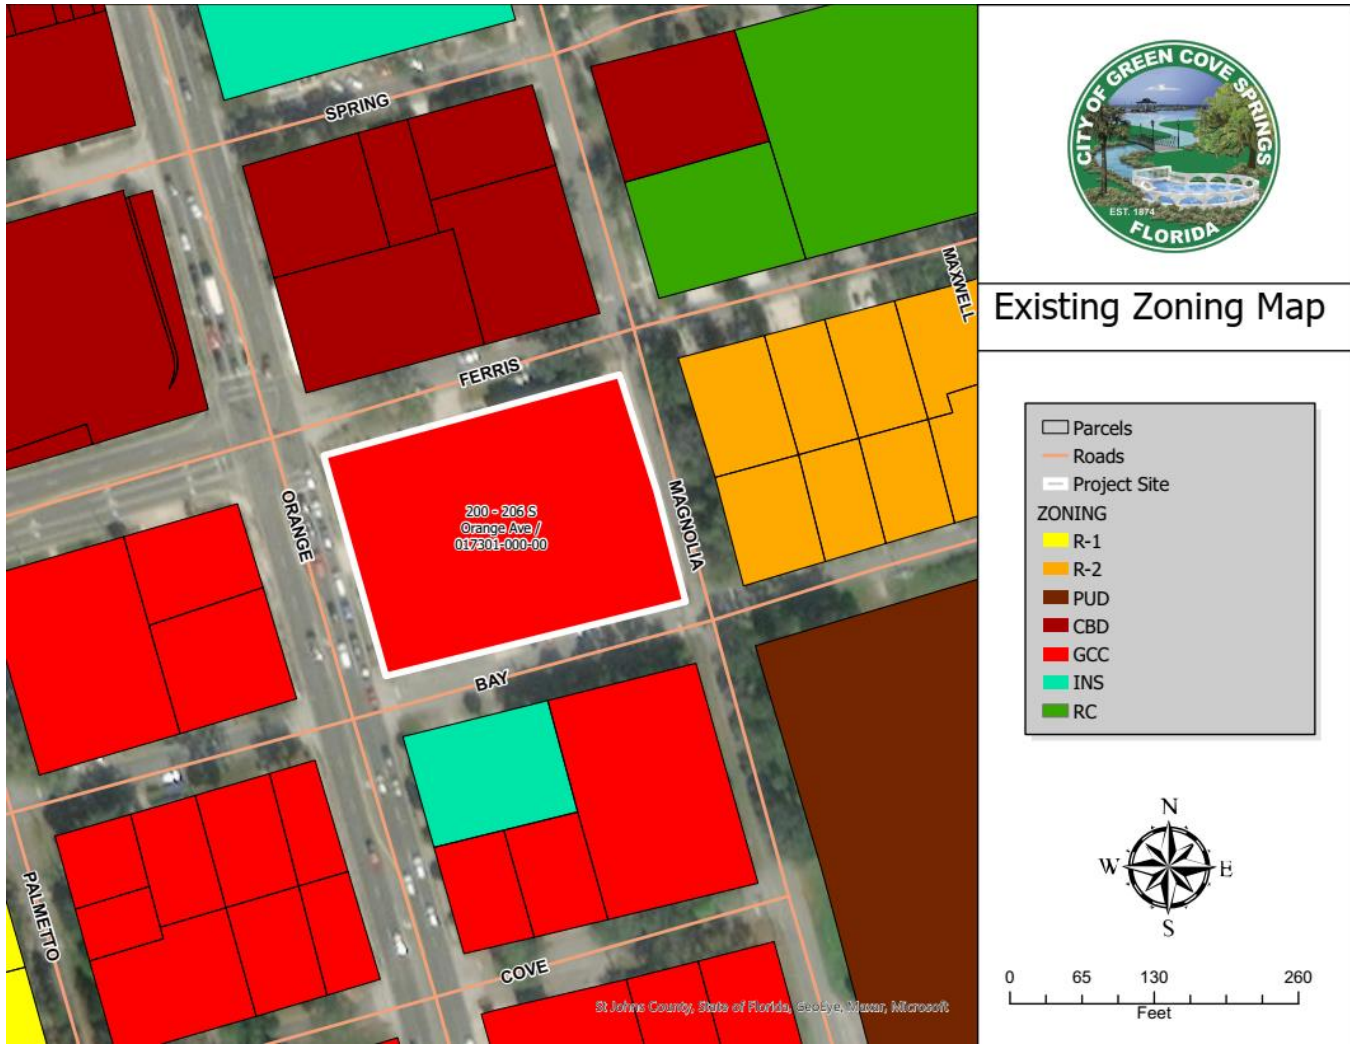 SPRING
FERRIS
MAXWELL
ORANGE
MAGNOLIA
200 - 206 S
Orange Ave /
017301-000-00
BAY
PALMETTO
COVE
St Johns County, State of Florida, GeoEye, Maxar, Microsoft
CITY OF GREEN COVE SPRINGS
EST. 1874
FLORIDA
Existing Zoning Map
Parcels
Roads
Project Site
ZONING
R-1
R-2
PUD
CBD
GCC
INS
RC
N
W E
S
0 65 130 260
Feet